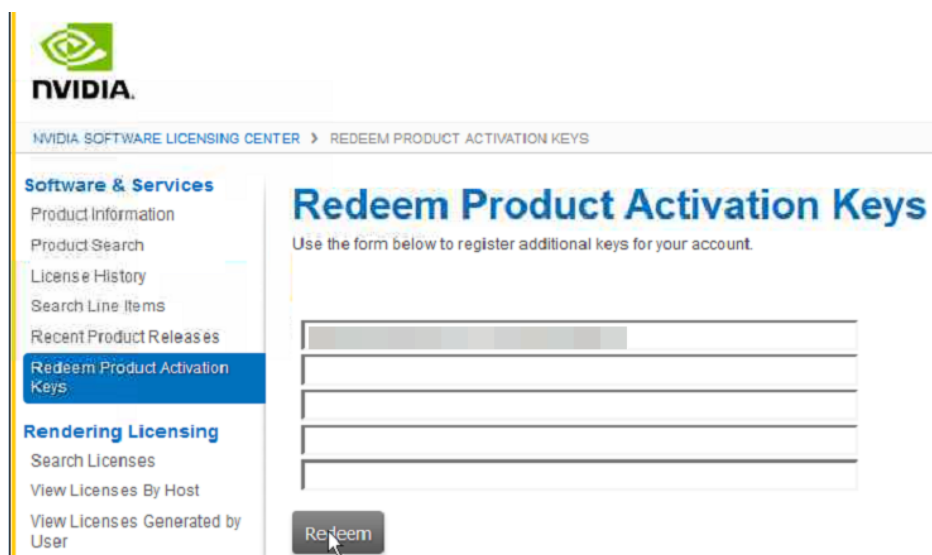 NVIDIA.
NVIDIA SOFTWARE LICENSING CENTER > REDEEM PRODUCT ACTIVATION KEYS
Software & Services
Product Information
Product Search
License History
Search Line Items
Recent Product Releases
Redeem Product Activation
Keys
Rendering Licensing
Search Licenses
View Licenses By Host
View Licenses Generated by
User
Redeem Product Activation Keys
Use the form below to register additional keys for your account.
Redeem